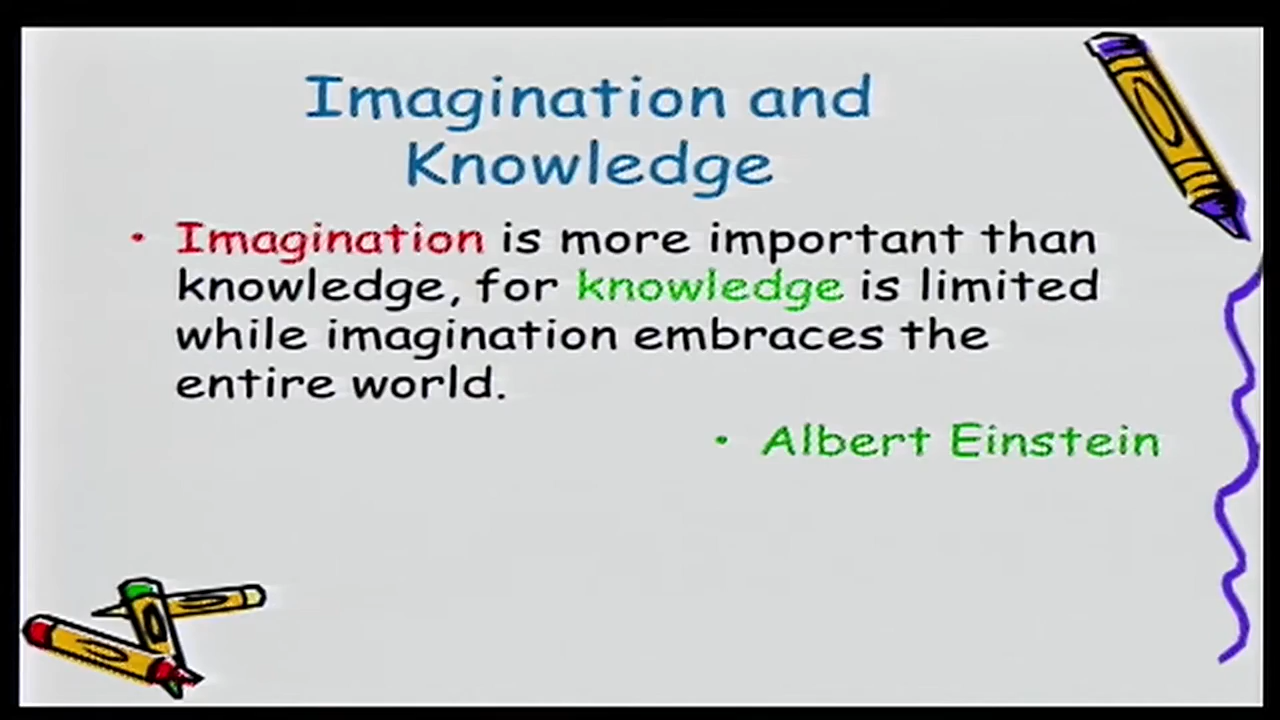 Imagination and
Knowledge
• Imagination is more important than
knowledge, for knowledge is limited
while imagination embraces the
entire world.
• Albert Einstein